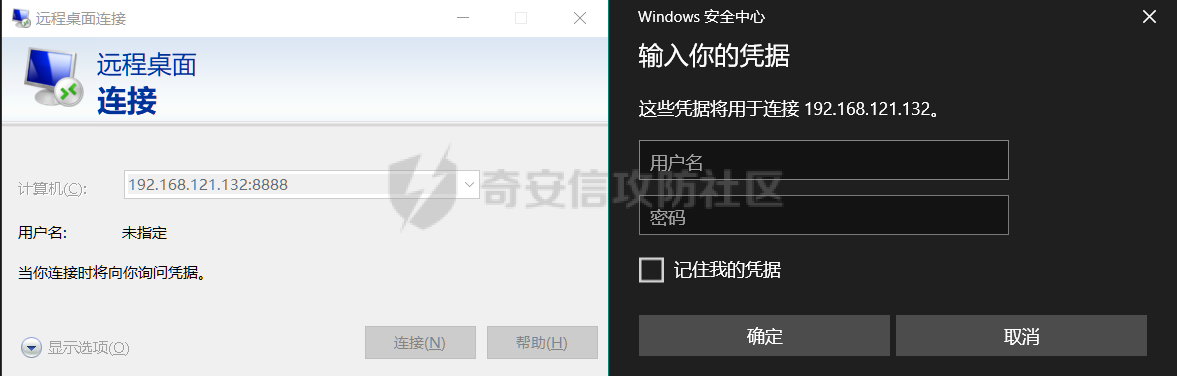 远程桌面连接
远程桌面
连接
计算机(C):
192.168.121.132:8888
用户名:
未指定
当你连接时将向你询问凭据。
显示选项(O)
连接(N)
帮助(H)
Windows 安全中心
输入你的凭据
这些凭据将用于连接 192.168.121.132。
用户名
密码
记住我的凭据
确定
取消
奇安信攻防社区